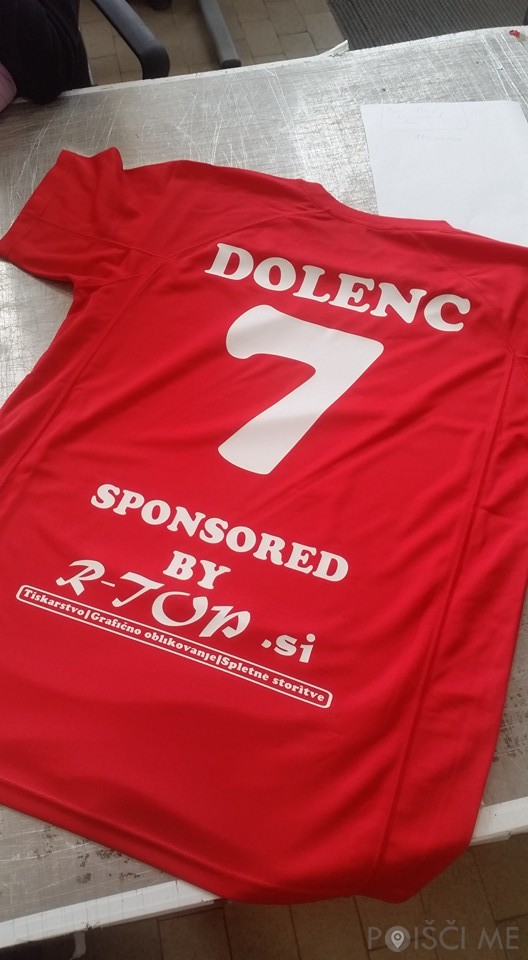 DOLENC
7
SPONSORED
BY
R-TOP.si
Tiskarstvo|Grafično oblikovanje|Spletne storitve
POIŠČI ME